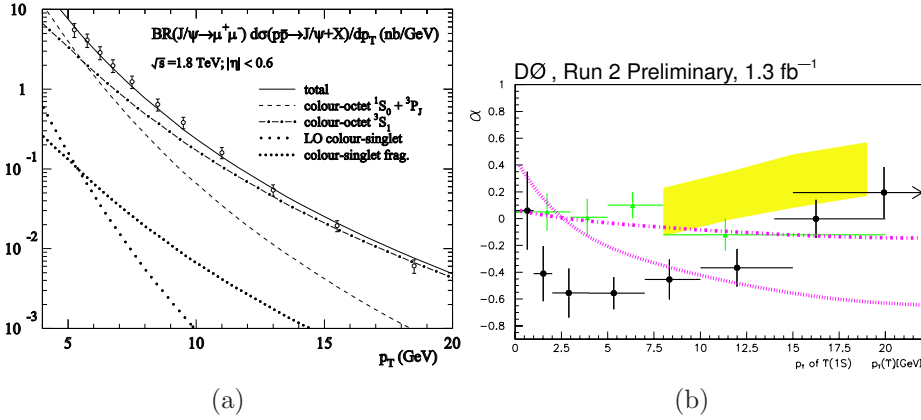 BR(J/ψ→μ⁺μ⁻) dσ(pp̄→J/ψ+X)/dp_T (nb/GeV)
√s =1.8 TeV; |η| < 0.6
total
colour-octet ¹S₀ + ³P_J
colour-octet ³S₁
LO colour-singlet
colour-singlet frag.
10
1
10⁻¹
10⁻²
10⁻³
5
10
15
20
p_T (GeV)
(a)
DØ , Run 2 Preliminary, 1.3 fb⁻¹
α
1
0.8
0.6
0.4
0.2
0
-0.2
-0.4
-0.6
-0.8
0 2.5 5 7.5 10 12.5 15 17.5 20
p_T of Υ(1S) p_T(Υ)[GeV]
(b)